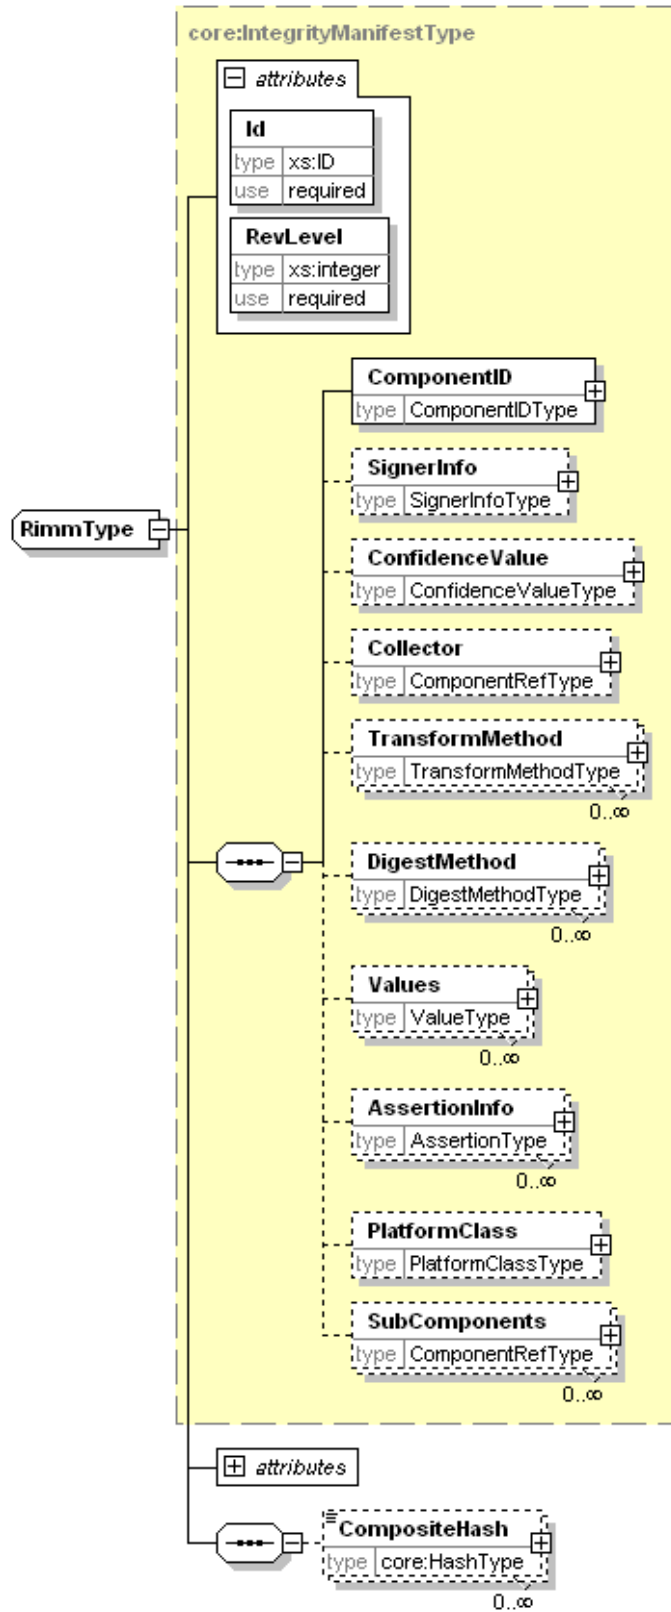 core:IntegrityManifestType
attributes
Id
type xs:ID
use required
RevLevel
type xs:integer
use required
ComponentID
type ComponentIDType
SignerInfo
type SignerInfoType
RimmType
ConfidenceValue
type ConfidenceValueType
Collector
type ComponentRefType
TransformMethod
type TransformMethodType
0..∞
DigestMethod
type DigestMethodType
0..∞
Values
type ValueType
0..∞
AssertionInfo
type AssertionType
0..∞
PlatformClass
type PlatformClassType
SubComponents
type ComponentRefType
0..∞
attributes
CompositeHash
type core:HashType
0..∞